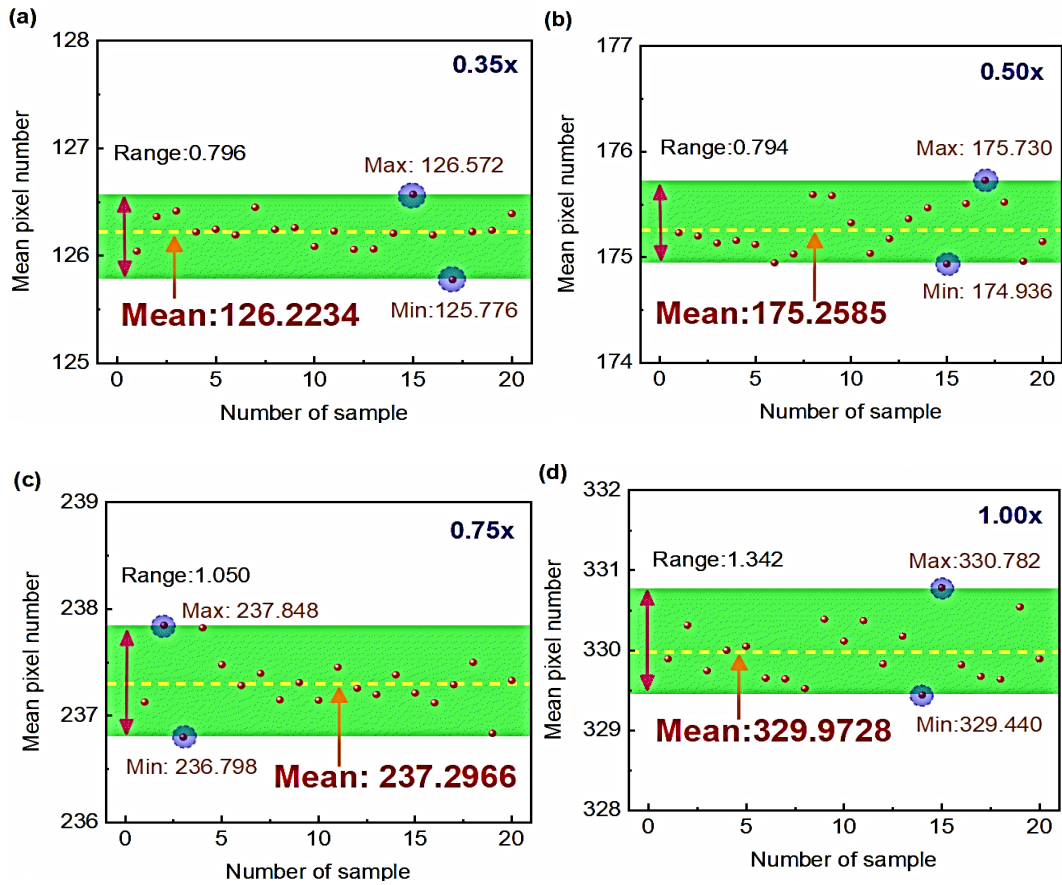 (a)
128
127
126
125
Mean pixel number
0.35x
Range:0.796
Max: 126.572
Min:125.776
Mean:126.2234
0 5 10 15 20
Number of sample
(b)
177
176
175
174
Mean pixel number
0.50x
Range:0.794
Max: 175.730
Min: 174.936
Mean:175.2585
0 5 10 15 20
Number of sample
(c)
239
238
237
236
Mean pixel number
0.75x
Range:1.050
Max: 237.848
Min: 236.798
Mean: 237.2966
0 5 10 15 20
Number of sample
(d)
332
331
330
329
328
Mean pixel number
1.00x
Range:1.342
Max:330.782
Min:329.440
Mean:329.9728
0 5 10 15 20
Number of sample